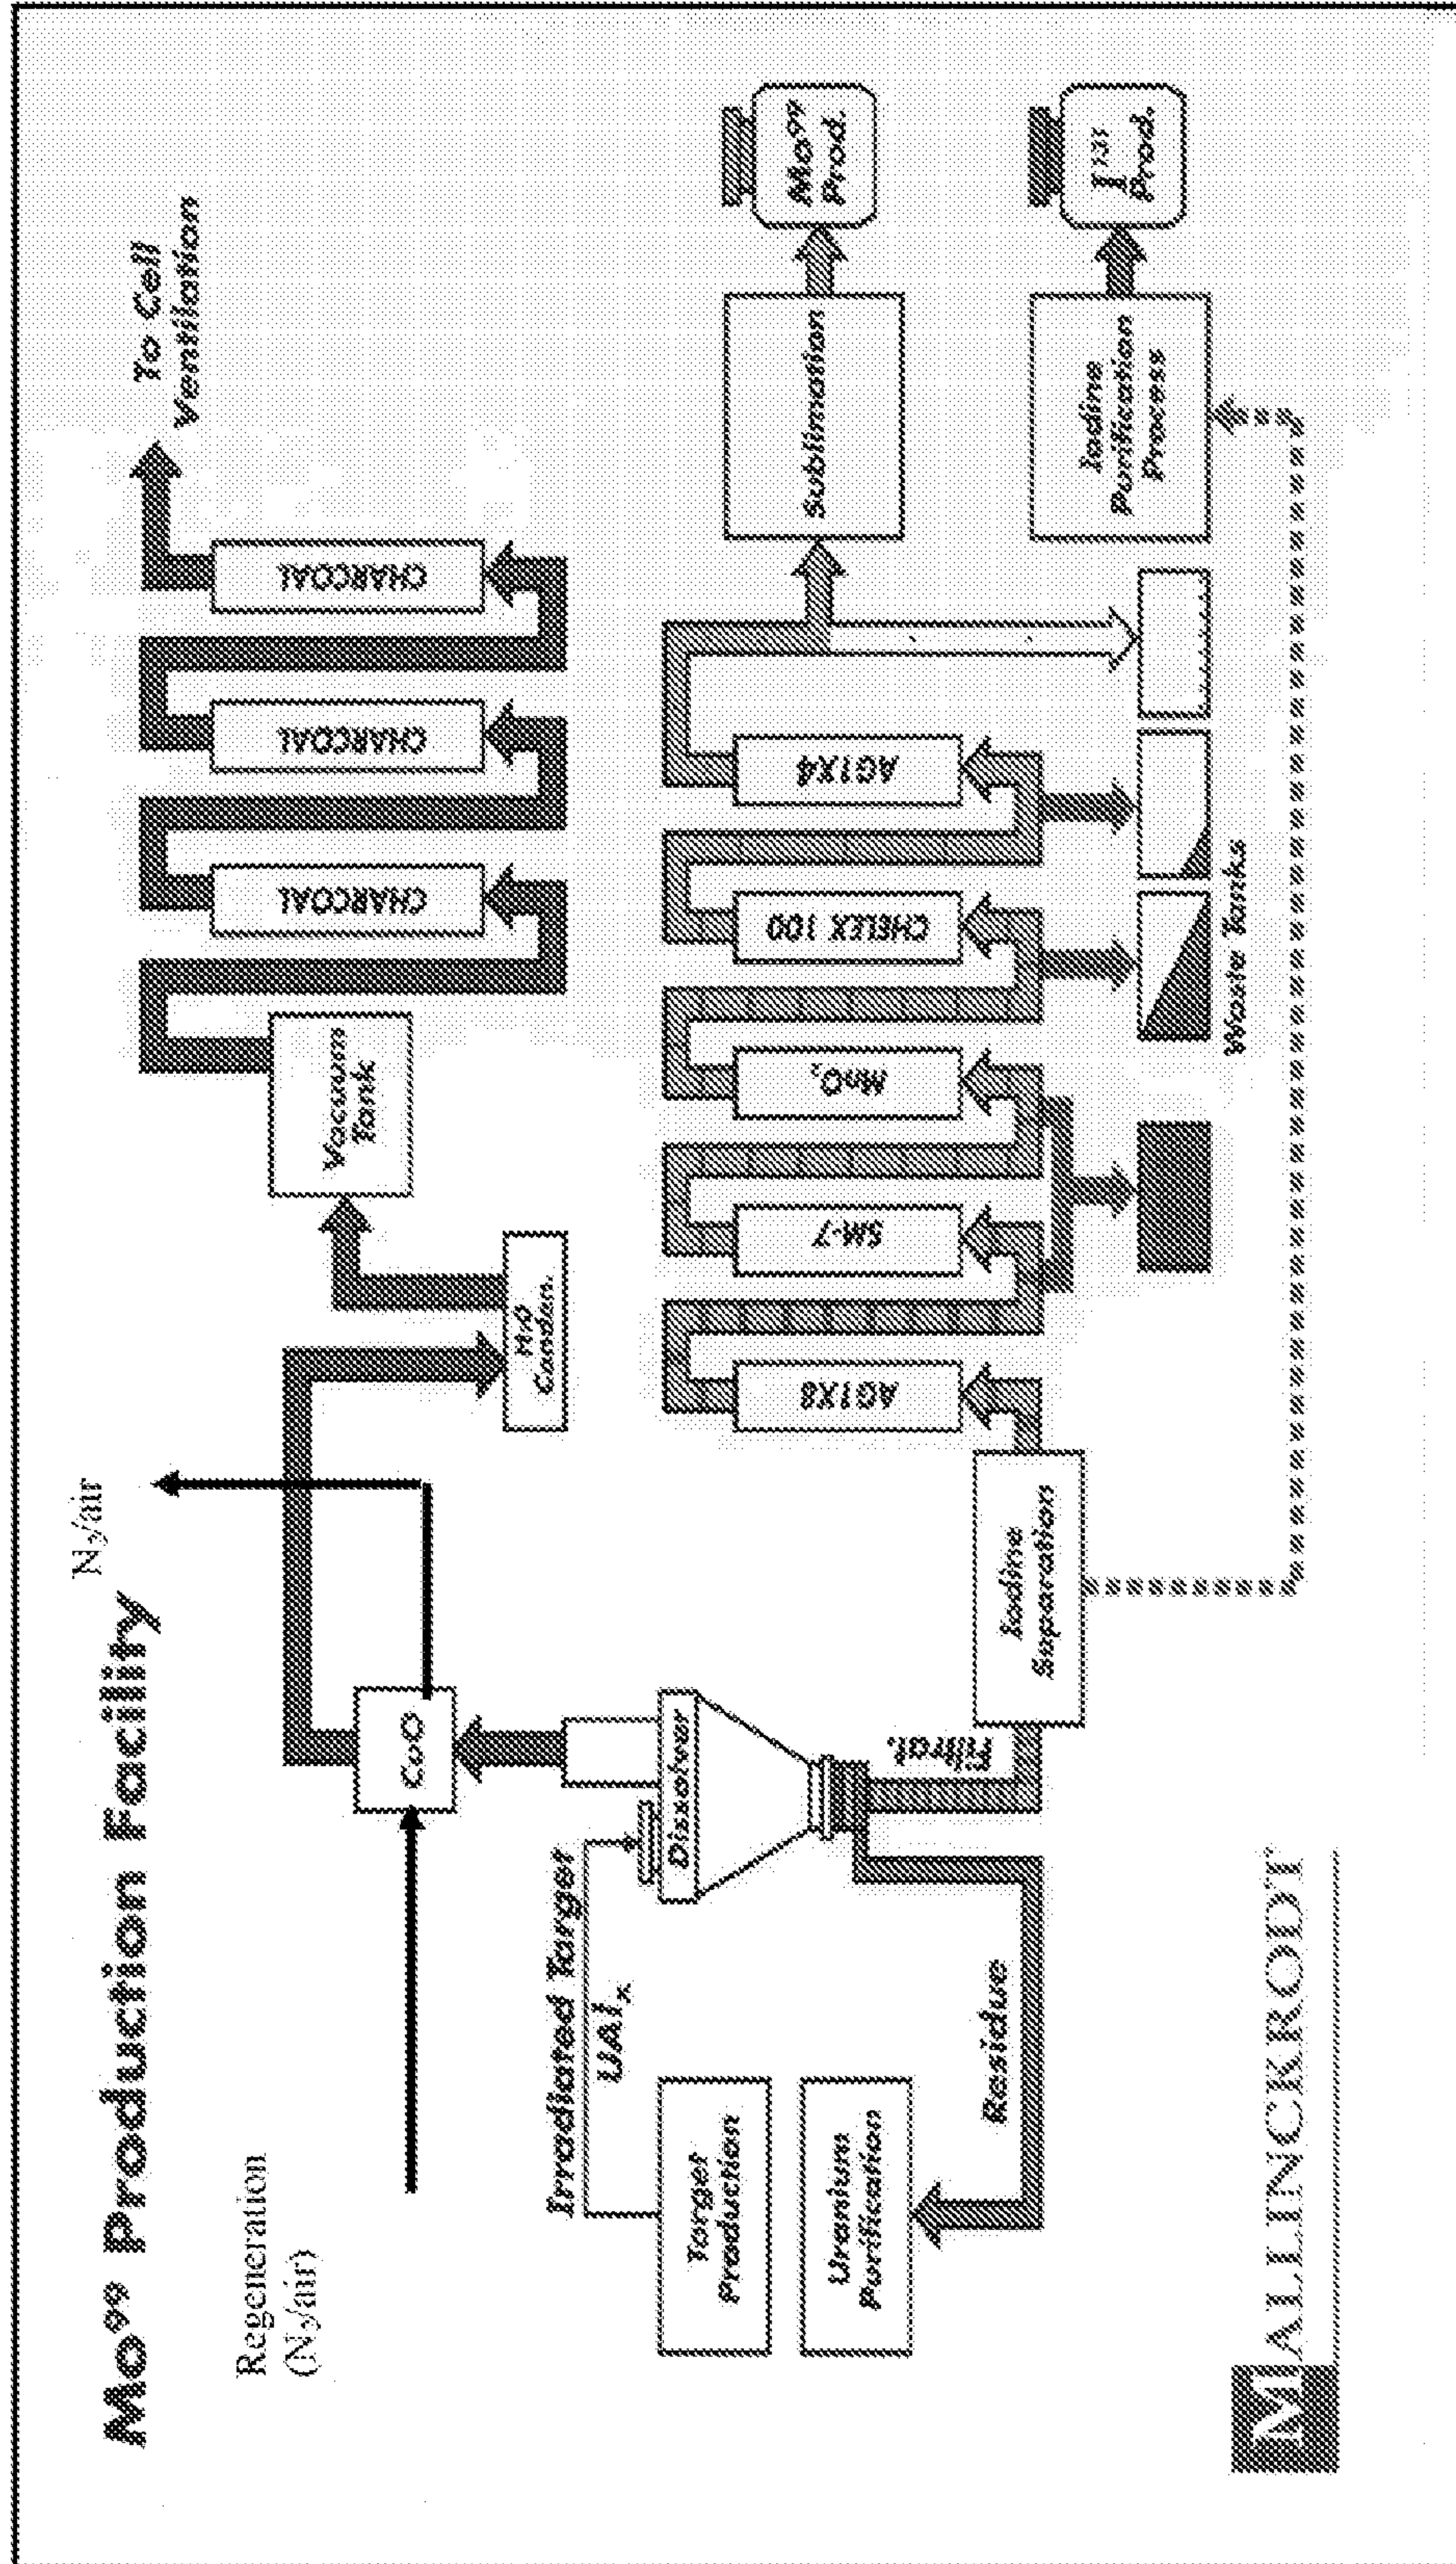 Mo⁹⁹ Production Facility
N₂/air
Regeneration
(N₂/air)
CuO
To Cell
Ventilation
Vacuum
Tank
CHARCOAL
CHARCOAL
CHARCOAL
H₂O
Conden.
Irradiated Target
UAlₓ
Dissolver
Target
Production
Uranium
Purification
Residue
Filtrat.
Iodine
Separation
AG1X8
SM-7
MnO₂
CHELEX 100
AG1X4
Sublimation
Mo⁹⁹
Prod.
Iodine
Purification
Process
I¹³¹
Prod.
Waste Tanks
MALLINCKRODT